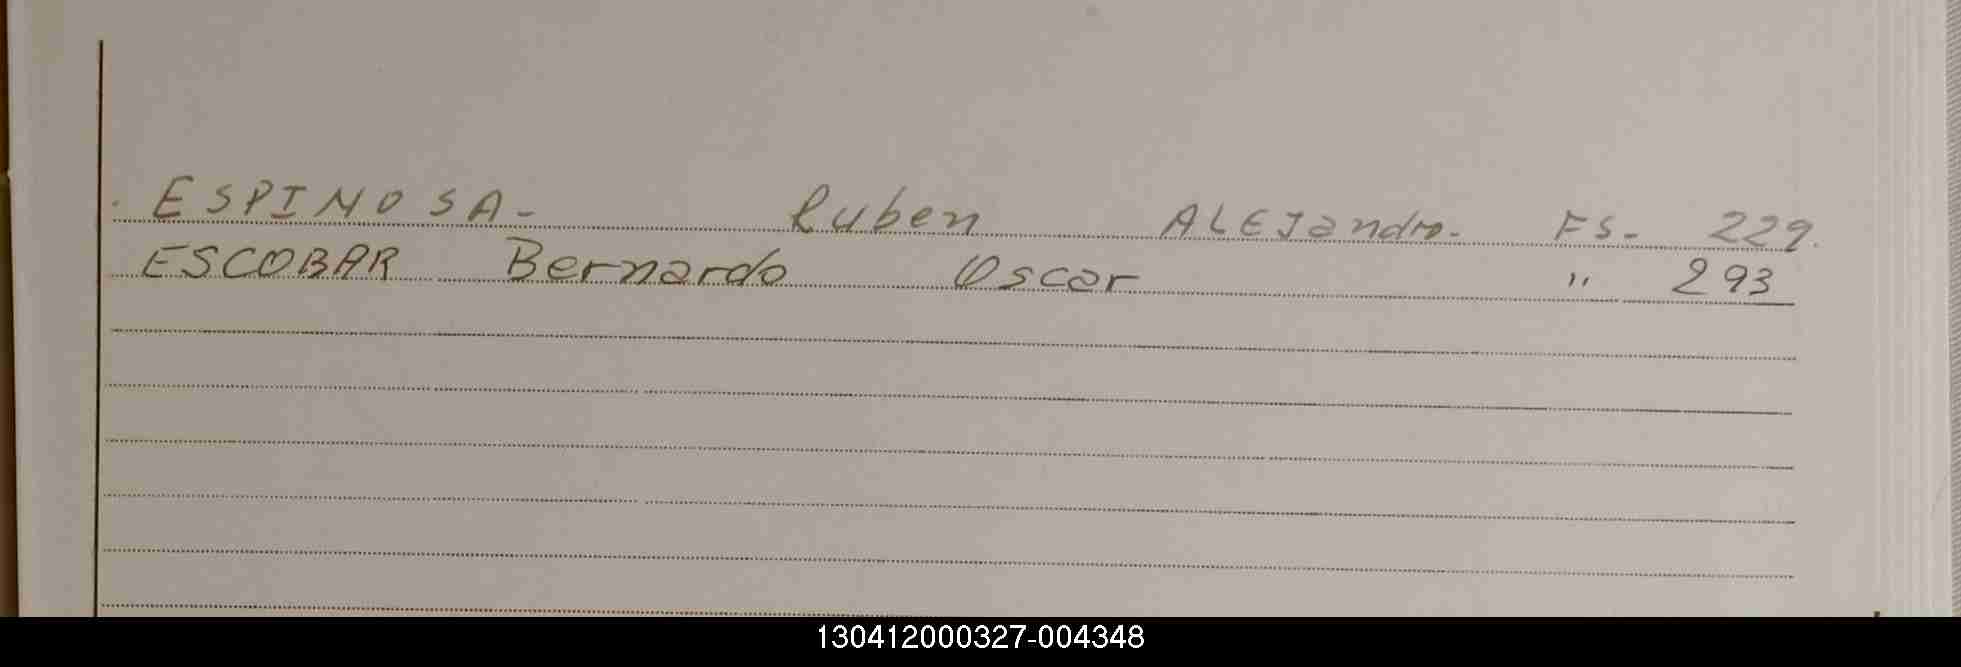 ESPINOSA- Ruben ALEJandro- FS- 229.
ESCOBAR Bernardo Oscar " 293
130412000327-004348